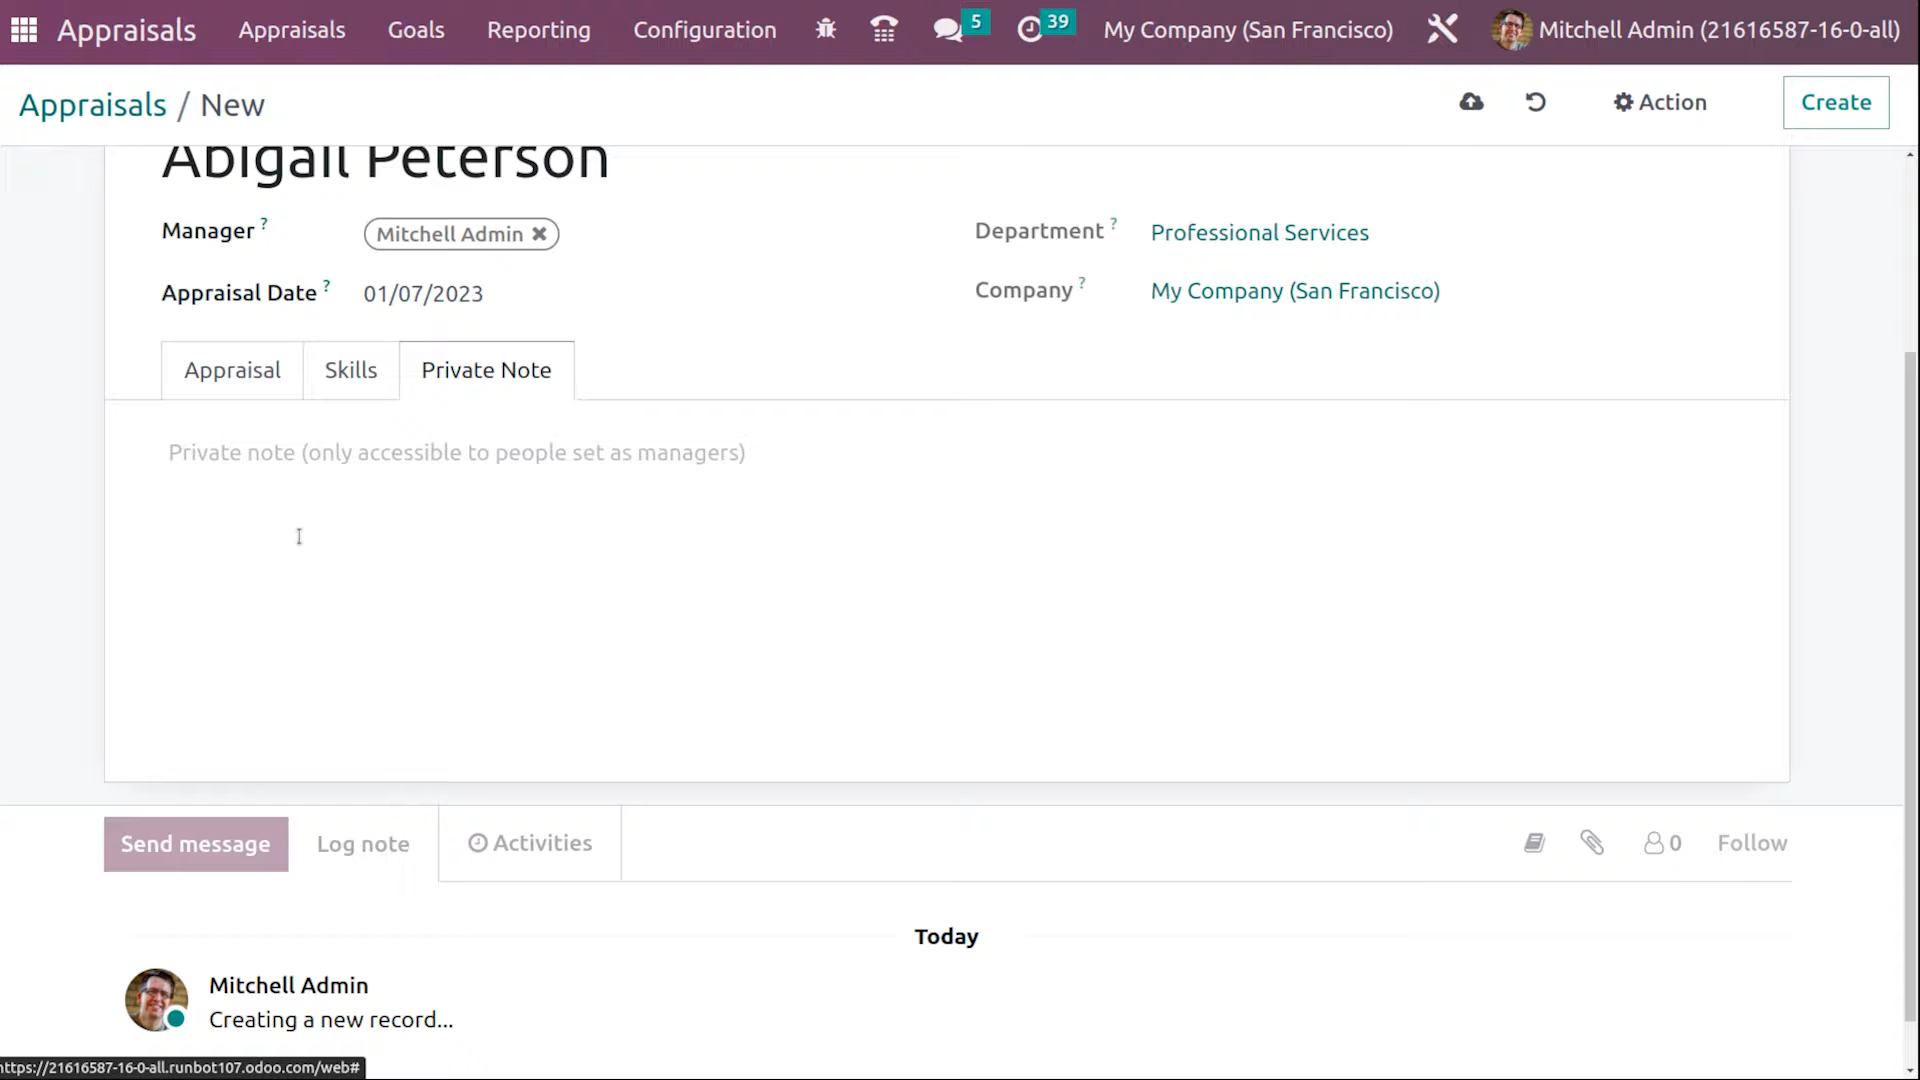 Appraisals Appraisals Goals Reporting Configuration 5 39 My Company (San Francisco) Mitchell Admin (21616587-16-0-all)
Appraisals / New Action Create
Abigail Peterson
Manager ? Mitchell Admin ✖ Department ? Professional Services
Appraisal Date ? 01/07/2023 Company ? My Company (San Francisco)
Appraisal Skills Private Note
Private note (only accessible to people set as managers)
Send message Log note Activities 0 Follow
Today
Mitchell Admin
Creating a new record...
https://21616587-16-0-all.runbot107.odoo.com/web#